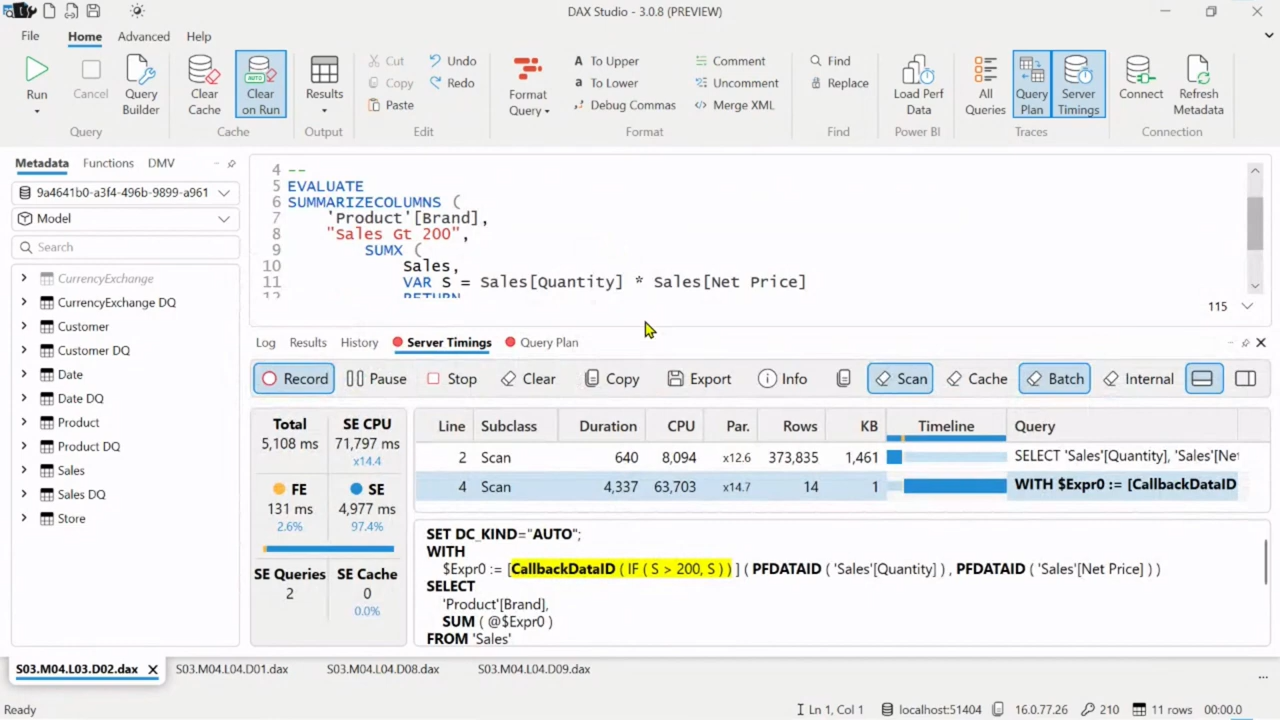 DAX Studio - 3.0.8 (PREVIEW)
File Home Advanced Help
Run
Cancel
Query Builder
Query
Clear Cache
AUTO
Clear on Run
Cache
Results
Output
Cut
Copy
Paste
Undo
Redo
Edit
Format Query
To Upper
To Lower
Debug Commas
Comment
Uncomment
Merge XML
Format
Find
Replace
Find
Load Perf Data
Power BI
All Queries
Query Plan
Server Timings
Traces
Connect
Refresh Metadata
Connection
Metadata Functions DMV
9a4641b0-a3f4-496b-9899-a961
Model
Search
CurrencyExchange
CurrencyExchange DQ
Customer
Customer DQ
Date
Date DQ
Product
Product DQ
Sales
Sales DQ
Store
4 --
5 EVALUATE
6 SUMMARIZECOLUMNS (
7 'Product'[Brand],
8 "Sales Gt 200",
9 SUMX (
10 Sales,
11 VAR S = Sales[Quantity] * Sales[Net Price]
12 RETURN
115
Log Results History Server Timings Query Plan
Record Pause Stop Clear Copy Export Info Scan Cache Batch Internal
Total SE CPU
5,108 ms 71,797 ms
x14.4
FE SE
131 ms 4,977 ms
2.6% 97.4%
SE Queries SE Cache
2 0
0.0%
Line Subclass Duration CPU Par. Rows KB Timeline Query
2 Scan 640 8,094 x12.6 373,835 1,461 SELECT 'Sales'[Quantity], 'Sales'[Net
4 Scan 4,337 63,703 x14.7 14 1 WITH $Expr0 := [CallbackDataID
SET DC_KIND="AUTO";
WITH
$Expr0 := [CallbackDataID ( IF ( S > 200, S ) ) ] ( PFDATAID ( 'Sales'[Quantity] ) , PFDATAID ( 'Sales'[Net Price] ) )
SELECT
'Product'[Brand],
SUM ( @$Expr0 )
FROM 'Sales'
S03.M04.L03.D02.dax S03.M04.L04.D01.dax S03.M04.L04.D08.dax S03.M04.L04.D09.dax
Ready Ln 1, Col 1 localhost:51404 16.0.77.26 210 11 rows 00:00.0